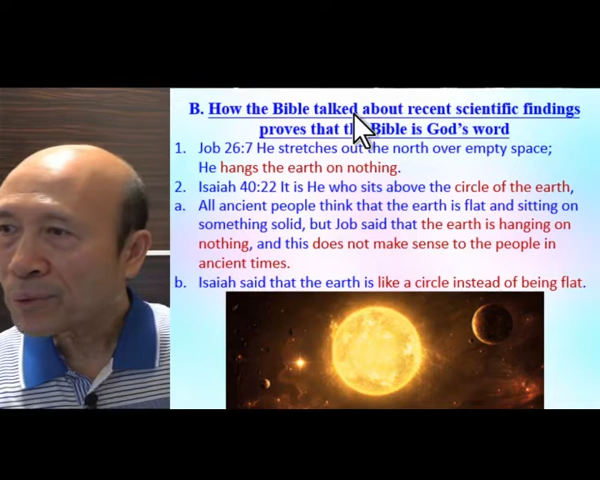 B. How the Bible talked about recent scientific findings
proves that the Bible is God's word
1. Job 26:7 He stretches out the north over empty space;
He hangs the earth on nothing.
2. Isaiah 40:22 It is He who sits above the circle of the earth,
a. All ancient people think that the earth is flat and sitting on
something solid, but Job said that the earth is hanging on
nothing, and this does not make sense to the people in
ancient times.
b. Isaiah said that the earth is like a circle instead of being flat.